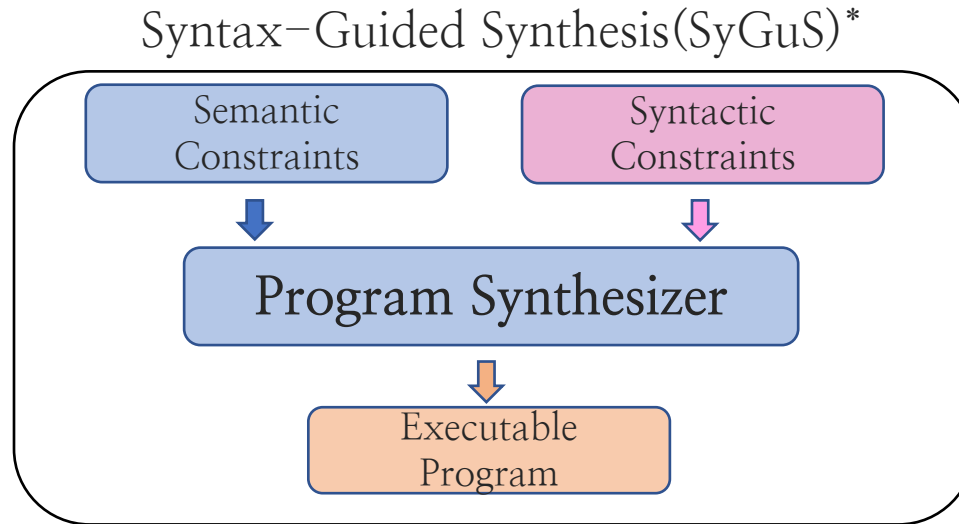 Syntax-Guided Synthesis(SyGuS)*
Semantic
Constraints
Syntactic
Constraints
Program Synthesizer
Executable
Program